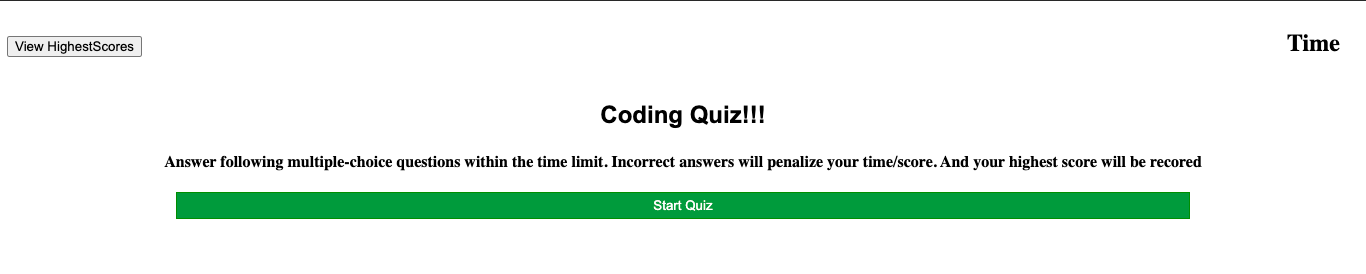 View HighestScores
Time
Coding Quiz!!!
Answer following multiple-choice questions within the time limit. Incorrect answers will penalize your time/score. And your highest score will be recored
Start Quiz